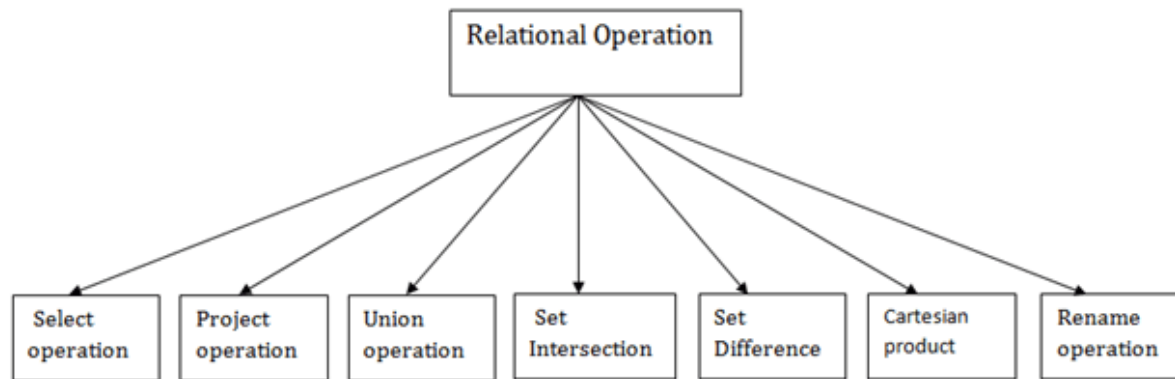 Relational Operation
Select
operation
Project
operation
Union
operation
Set
Intersection
Set
Difference
Cartesian
product
Rename
operation